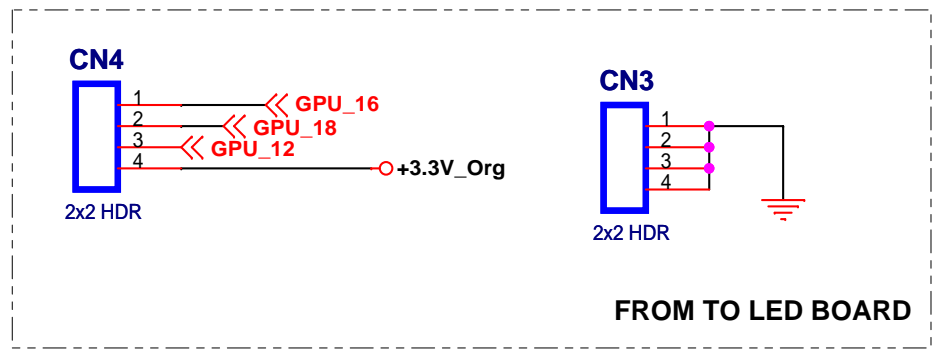 CN4
1 GPU_16
2 GPU_18
3 GPU_12
4 +3.3V_Org
2x2 HDR
CN3
1
2
3
4
2x2 HDR
FROM TO LED BOARD